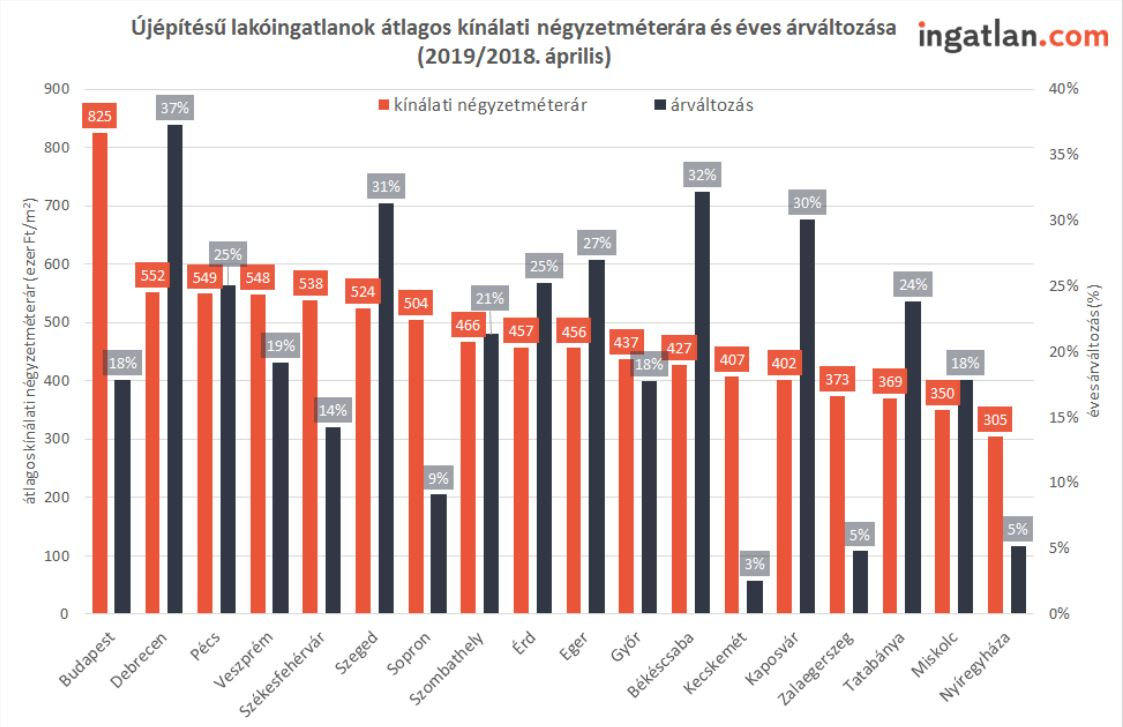 Újépítésű lakóingatlanok átlagos kínálati négyzetméterára és éves árváltozása
(2019/2018. április)
ingatlan.com
kínálati négyzetméterár
árváltozás
átlagos kínálati négyzetméterár (ezer Ft/m²)
900
800
700
600
500
400
300
200
100
0
825
18%
552
37%
549
25%
548
19%
538
14%
524
31%
504
9%
466
21%
457
25%
456
27%
437
18%
427
32%
407
3%
402
30%
373
5%
369
24%
350
18%
305
5%
40%
35%
30%
25%
20%
15%
10%
5%
0%
éves árváltozás (%)
Budapest
Debrecen
Pécs
Veszprém
Székesfehérvár
Szeged
Sopron
Szombathely
Érd
Eger
Győr
Békéscsaba
Kecskemét
Kaposvár
Zalaegerszeg
Tatabánya
Miskolc
Nyíregyháza